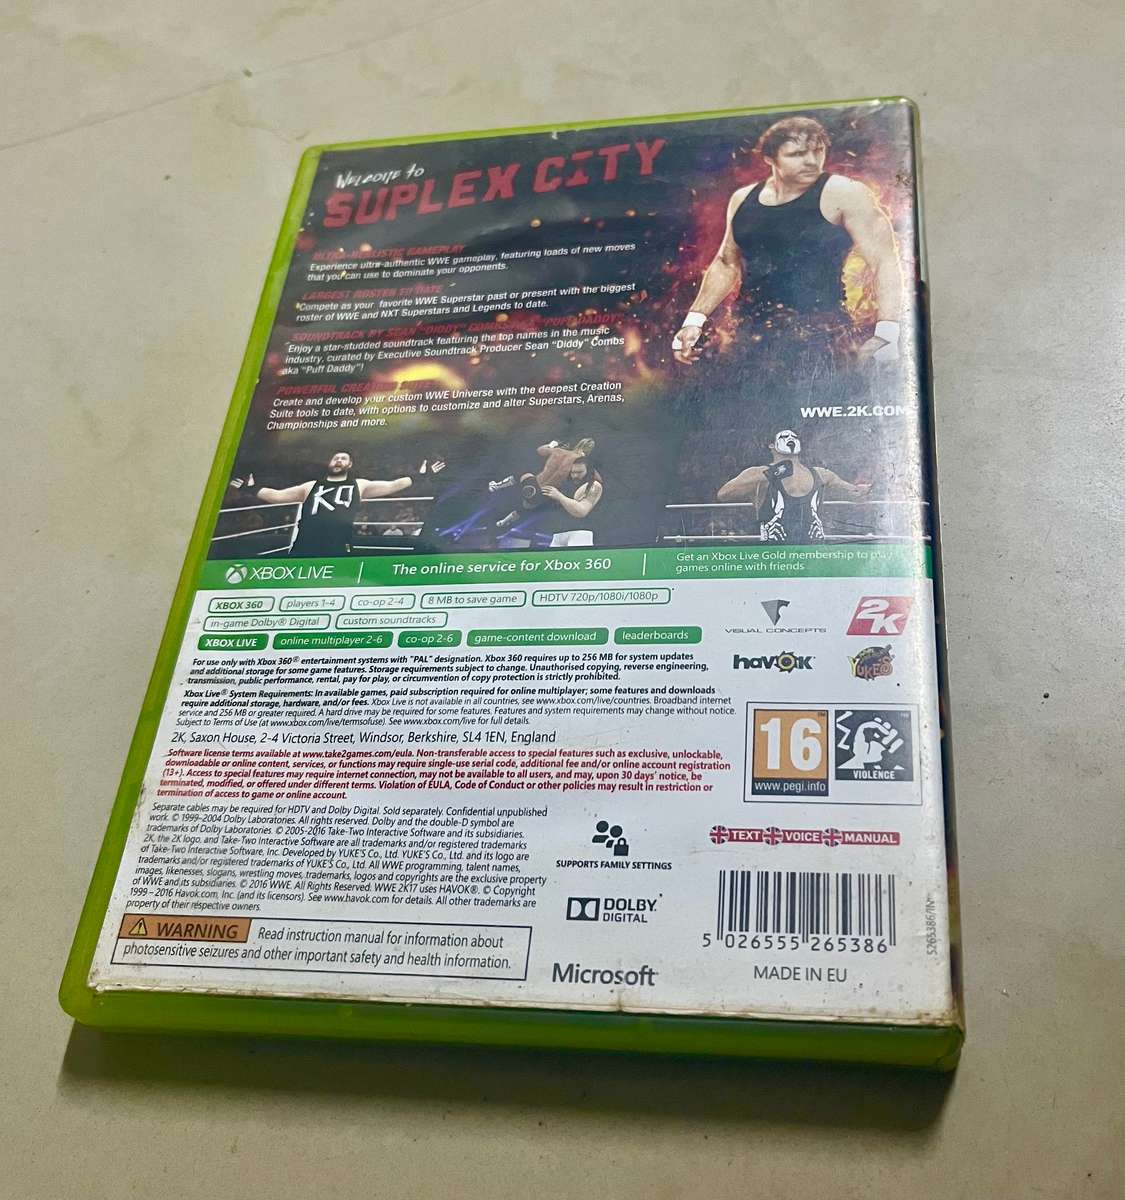 WELCOME to
SUPLEX CITY
ULTRA-REALISTIC GAMEPLAY
Experience ultra-authentic WWE gameplay, featuring loads of new moves
that you can use to dominate your opponents.
LARGEST ROSTER TO DATE
Compete as your favorite WWE Superstar past or present with the biggest
roster of WWE and NXT Superstars and Legends to date.
SOUNDTRACK BY SEAN "DIDDY" COMBS AKA "PUFF DADDY"
Enjoy a star-studded soundtrack featuring the top names in the music
industry, curated by Executive Soundtrack Producer Sean "Diddy" Combs
aka "Puff Daddy"!
POWERFUL CREATION SUITE
Create and develop your custom WWE Universe with the deepest Creation
Suite tools to date, with options to customize and alter Superstars, Arenas,
Championships and more.
WWE.2K.COM
KO
XBOX LIVE
The online service for Xbox 360
Get an Xbox Live Gold membership to play
games online with friends
XBOX 360 players 1-4 co-op 2-4 8 MB to save game HDTV 720p/1080i/1080p
in-game Dolby® Digital custom soundtracks
XBOX LIVE online multiplayer 2-6 co-op 2-6 game-content download leaderboards
VISUAL CONCEPTS
2K
havok
YUKE'S
For use only with Xbox 360® entertainment systems with "PAL" designation. Xbox 360 requires up to 256 MB for system updates
and additional storage for some game features. Storage requirements subject to change. Unauthorised copying, reverse engineering,
transmission, public performance, rental, pay for play, or circumvention of copy protection is strictly prohibited.
Xbox Live® System Requirements: In available games, paid subscription required for online multiplayer; some features and downloads
require additional storage, hardware, and/or fees. Xbox Live is not available in all countries, see www.xbox.com/live/countries. Broadband internet
service and 256 MB or greater required. A hard drive may be required for some features. Features and system requirements may change without notice.
Subject to Terms of Use (at www.xbox.com/live/termsofuse). See www.xbox.com/live for full details.
2K, Saxon House, 2-4 Victoria Street, Windsor, Berkshire, SL4 1EN, England
Software license terms available at www.take2games.com/eula. Non-transferable access to special features such as exclusive, unlockable,
downloadable or online content, services, or functions may require single-use serial code, additional fee and/or online account registration
(13+). Access to special features may require internet connection, may not be available to all users, and may, upon 30 days' notice, be
terminated, modified, or offered under different terms. Violation of EULA, Code of Conduct or other policies may result in restriction or
termination of access to game or online account.
16
www.pegi.info
VIOLENCE
Separate cables may be required for HDTV and Dolby Digital. Sold separately. Confidential unpublished
work. © 1999-2004 Dolby Laboratories. All rights reserved. Dolby and the double-D symbol are
trademarks of Dolby Laboratories. © 2005-2016 Take-Two Interactive Software and its subsidiaries.
2K, the 2K logo, and Take-Two Interactive Software are all trademarks and/or registered trademarks
of Take-Two Interactive Software, Inc. Developed by YUKE'S Co., Ltd. YUKE'S Co., Ltd. and its logo are
trademarks and/or registered trademarks of YUKE'S Co., Ltd. All WWE programming, talent names,
images, likenesses, slogans, wrestling moves, trademarks, logos and copyrights are the exclusive property
of WWE and its subsidiaries. © 2016 WWE. All Rights Reserved. WWE 2K17 uses HAVOK®. © Copyright
1999-2016 Havok.com, Inc. (and its licensors). See www.havok.com for details. All other trademarks are
property of their respective owners.
SUPPORTS FAMILY SETTINGS
TEXT VOICE MANUAL
DOLBY
DIGITAL
WARNING Read instruction manual for information about
photosensitive seizures and other important safety and health information.
Microsoft
5 026555 265386
MADE IN EU
5265386/IN